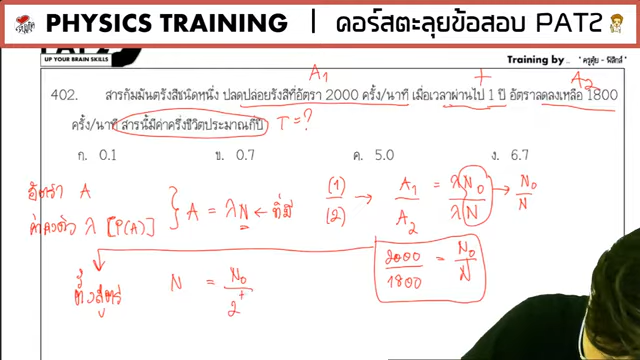 PHYSICS TRAINING | คอร์สตะลุยข้อสอบ PAT2
UP YOUR BRAIN SKILLS
Training by
A₁ t A₂
402. สารกัมมันตรังสีชนิดหนึ่ง ปลดปล่อยรังสีที่อัตรา 2000 ครั้ง/นาที เมื่อเวลาผ่านไป 1 ปี อัตราลดลงเหลือ 1800
ครั้ง/นาที สารนี้มีค่าครึ่งชีวิตประมาณกี่ปี T = ?
ก. 0.1 ข. 0.7 ค. 5.0 ง. 6.7
อัตรา A
ค่าคงตัว λ [P(A)]
A = λN ← ที่มี
(1) → A₁ = λN₀ → N₀
(2) A₂ λN N
2000 = N₀
1800 N
ตั้งสูตร N = N₀
2ᵗ